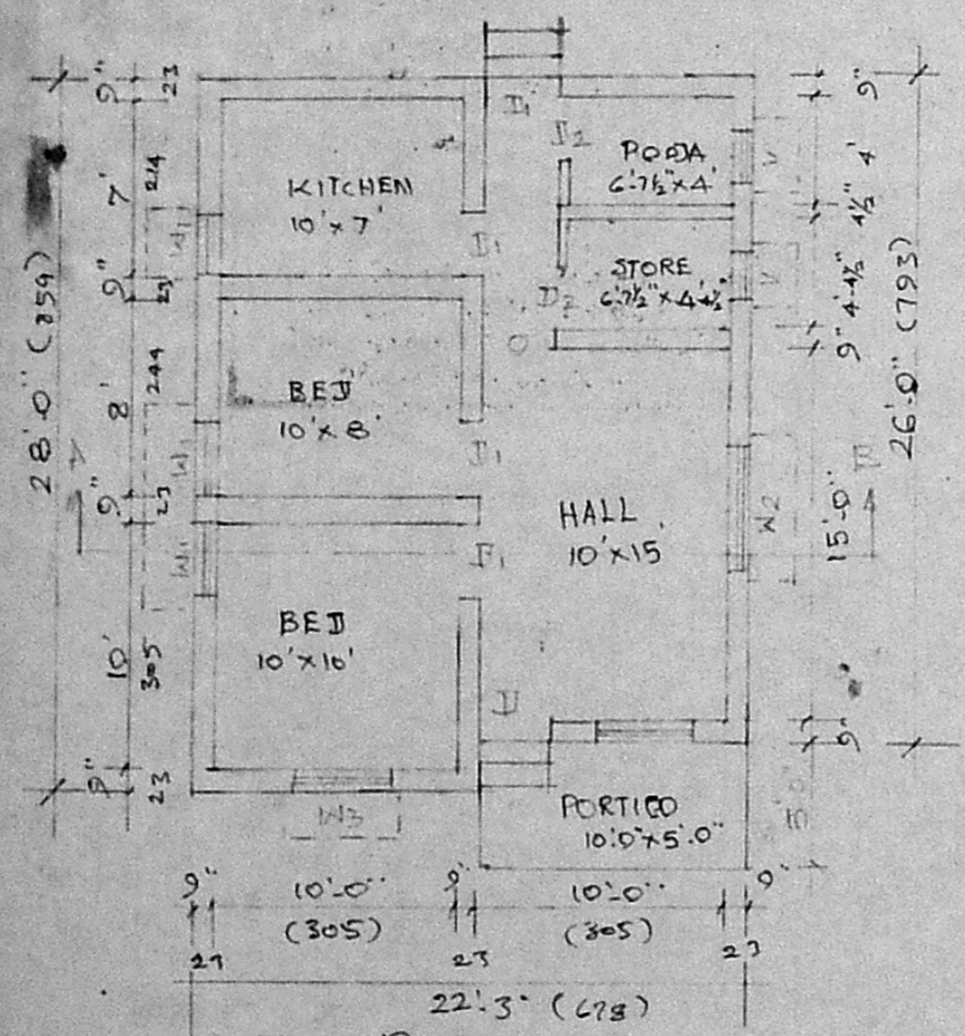 9"
23
D1
9"
7'
214
KITCHEN
10'x7'
W1
D1
D2
POOJA
6'-7½"x4'
V
4'
4½"
STORE
6'-7½"x4'4½"
D2
O
V
4'-4½"
9"
28'-0" (859)
26'-0" (793)
9"
23
8'
244
BED
10'x8'
W1
D1
9"
23
A
W1
HALL
10'x15
W2
15'-0"
10'
305
BED
10'x10'
D
9"
9"
23
W3
PORTICO
10'-0"x5'-0"
5'-0"
9"
10'-0"
9"
10'-0"
9"
(305)
(305)
23
23
22'-3" (678)